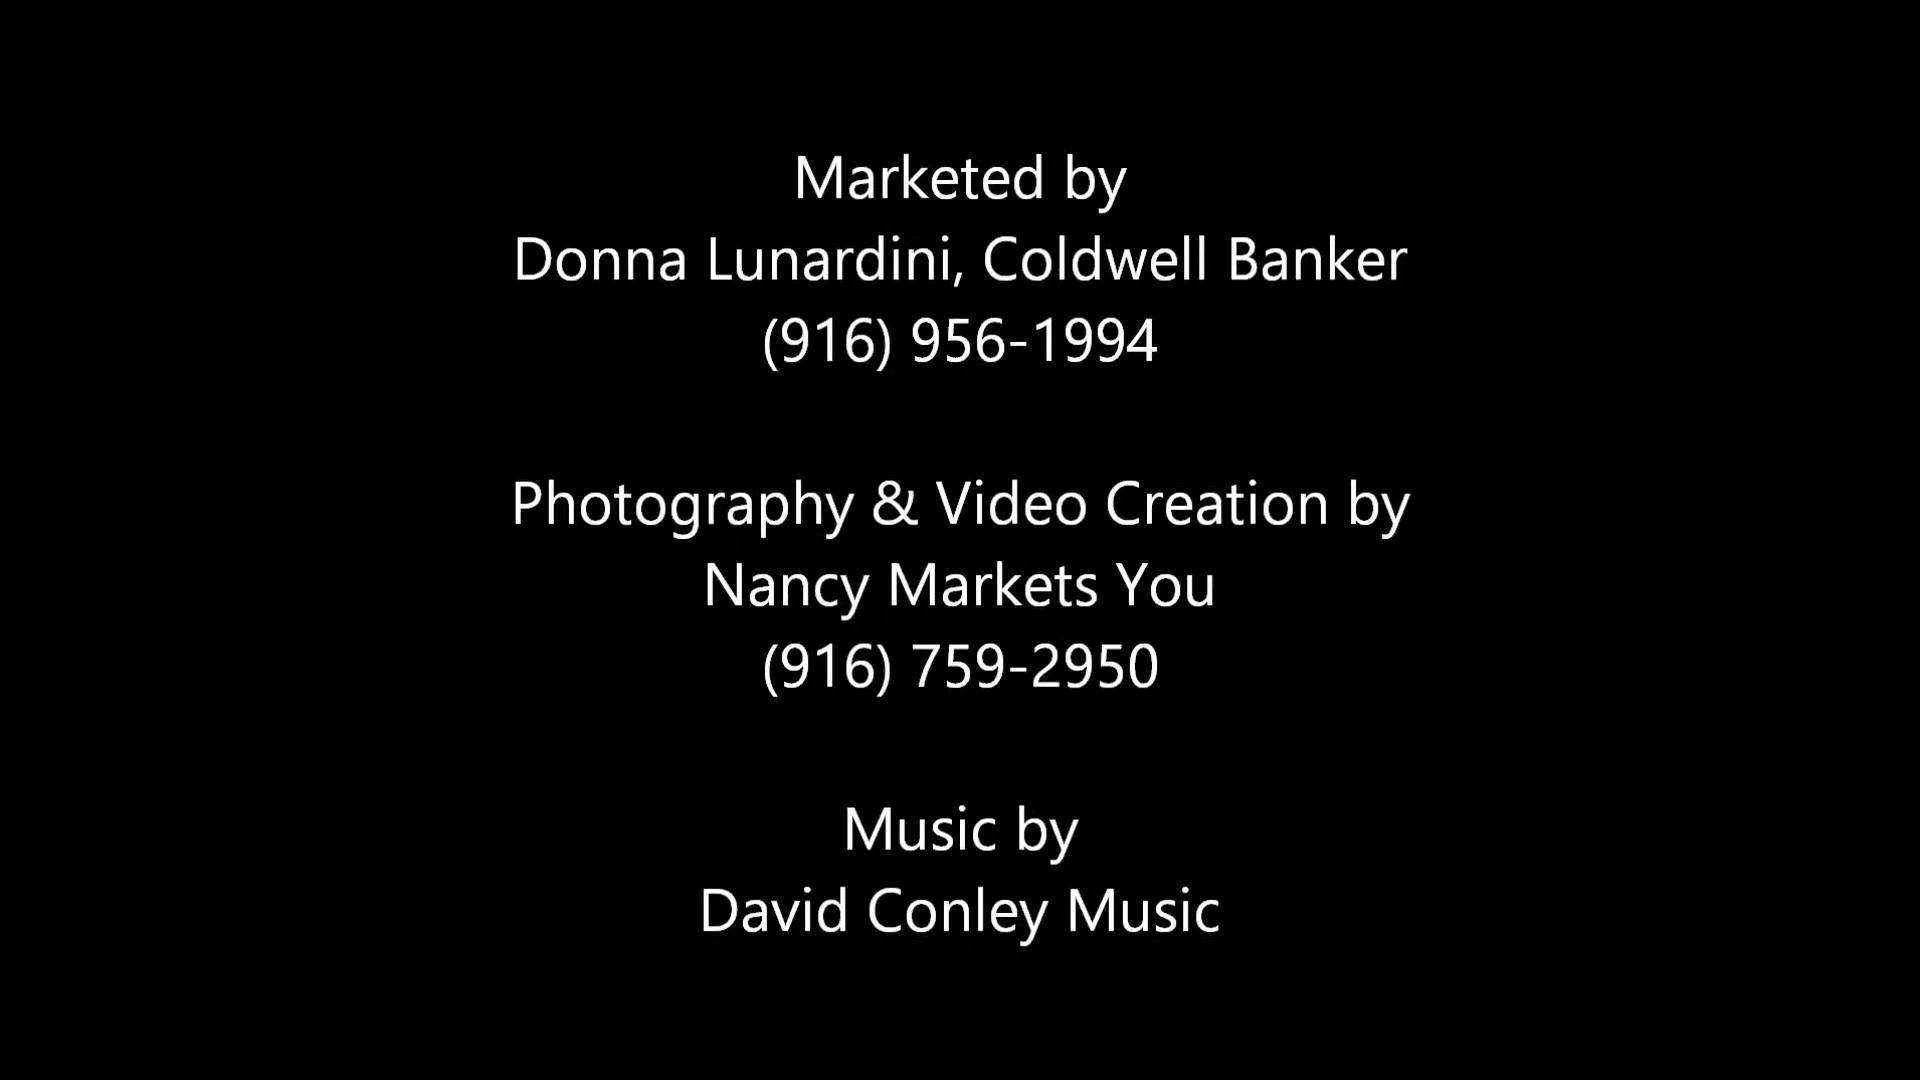 Marketed by
Donna Lunardini, Coldwell Banker
(916) 956-1994
Photography & Video Creation by
Nancy Markets You
(916) 759-2950
Music by
David Conley Music